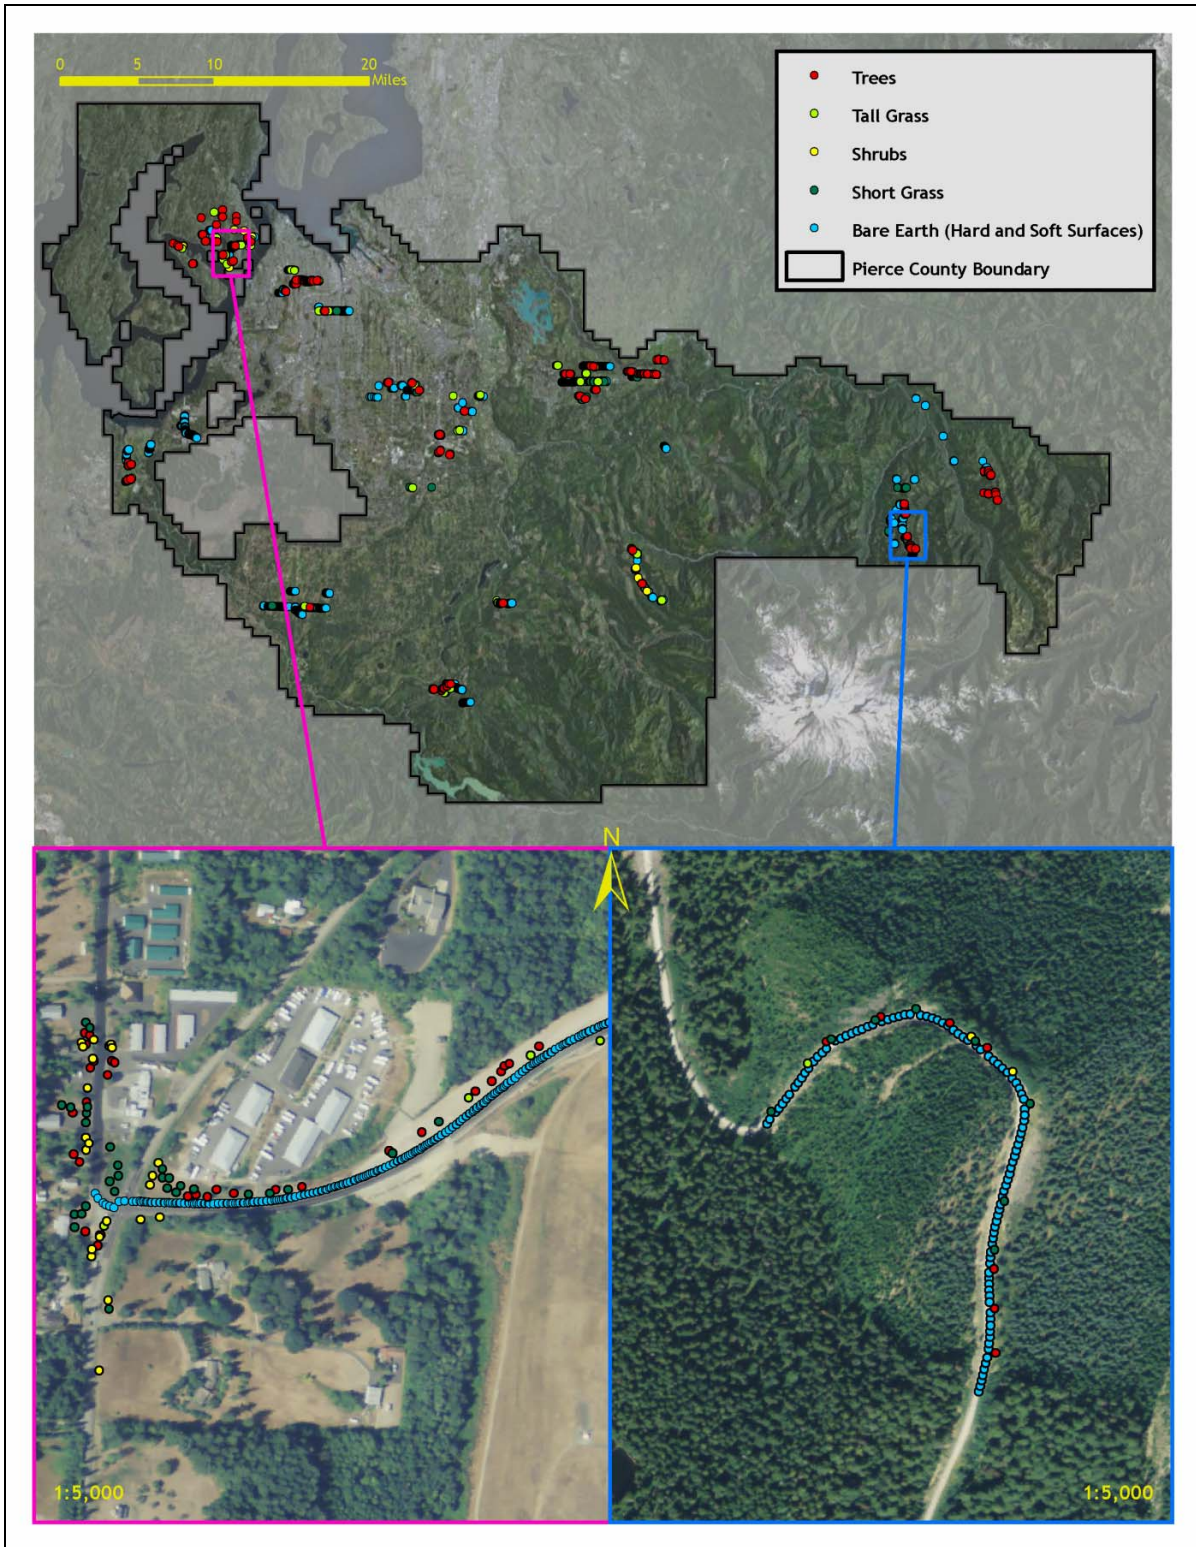 0 5 10 20
Miles
Trees
Tall Grass
Shrubs
Short Grass
Bare Earth (Hard and Soft Surfaces)
Pierce County Boundary
N
1:5,000
1:5,000